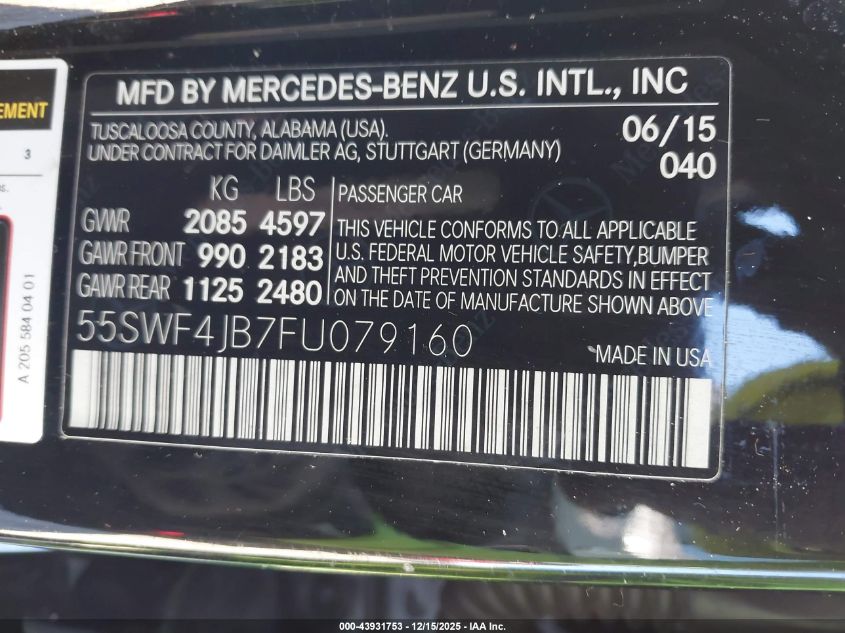 MFD BY MERCEDES-BENZ U.S. INTL., INC
TUSCALOOSA COUNTY, ALABAMA (USA).
UNDER CONTRACT FOR DAIMLER AG, STUTTGART (GERMANY)
06/15
040
KG LBS
GVWR 2085 4597
GAWR FRONT 990 2183
GAWR REAR 1125 2480
PASSENGER CAR
THIS VEHICLE CONFORMS TO ALL APPLICABLE
U.S. FEDERAL MOTOR VEHICLE SAFETY,BUMPER
AND THEFT PREVENTION STANDARDS IN EFFECT
ON THE DATE OF MANUFACTURE SHOWN ABOVE
55SWF4JB7FU079160
MADE IN USA
3
A 205 584 04 01
000-43931753 - 12/15/2025 - IAA Inc.